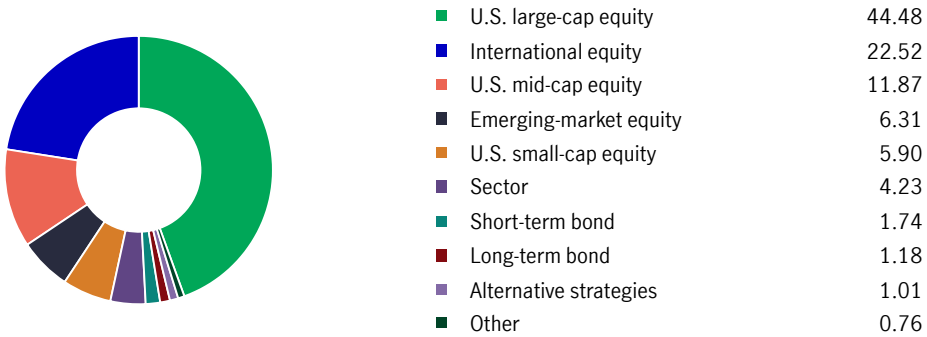 U.S. large-cap equity 44.48
International equity 22.52
U.S. mid-cap equity 11.87
Emerging-market equity 6.31
U.S. small-cap equity 5.90
Sector 4.23
Short-term bond 1.74
Long-term bond 1.18
Alternative strategies 1.01
Other 0.76